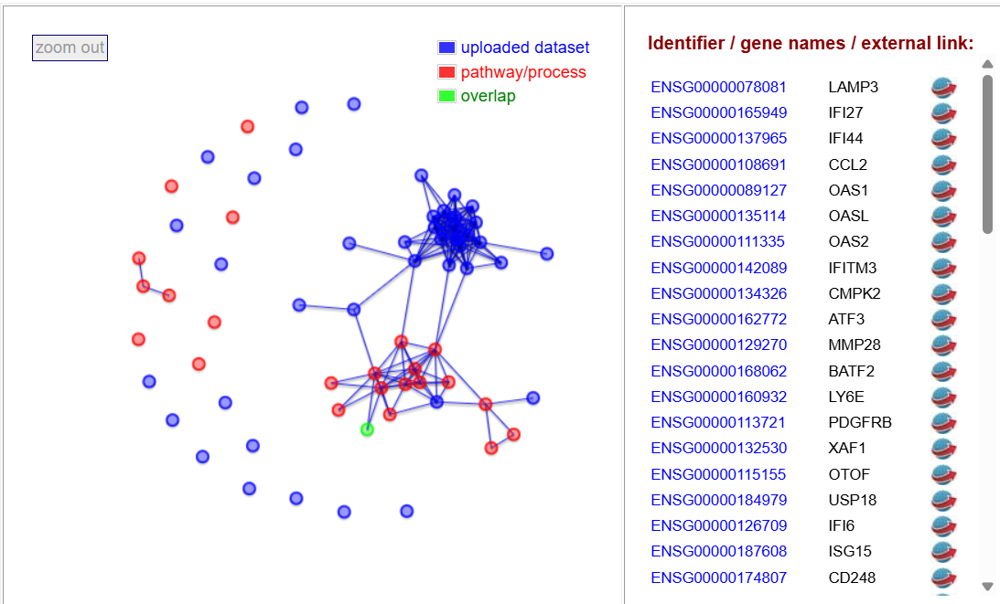 zoom out
uploaded dataset
pathway/process
overlap
Identifier / gene names / external link:
ENSG00000078081 LAMP3
ENSG00000165949 IFI27
ENSG00000137965 IFI44
ENSG00000108691 CCL2
ENSG00000089127 OAS1
ENSG00000135114 OASL
ENSG00000111335 OAS2
ENSG00000142089 IFITM3
ENSG00000134326 CMPK2
ENSG00000162772 ATF3
ENSG00000129270 MMP28
ENSG00000168062 BATF2
ENSG00000160932 LY6E
ENSG00000113721 PDGFRB
ENSG00000132530 XAF1
ENSG00000115155 OTOF
ENSG00000184979 USP18
ENSG00000126709 IFI6
ENSG00000187608 ISG15
ENSG00000174807 CD248